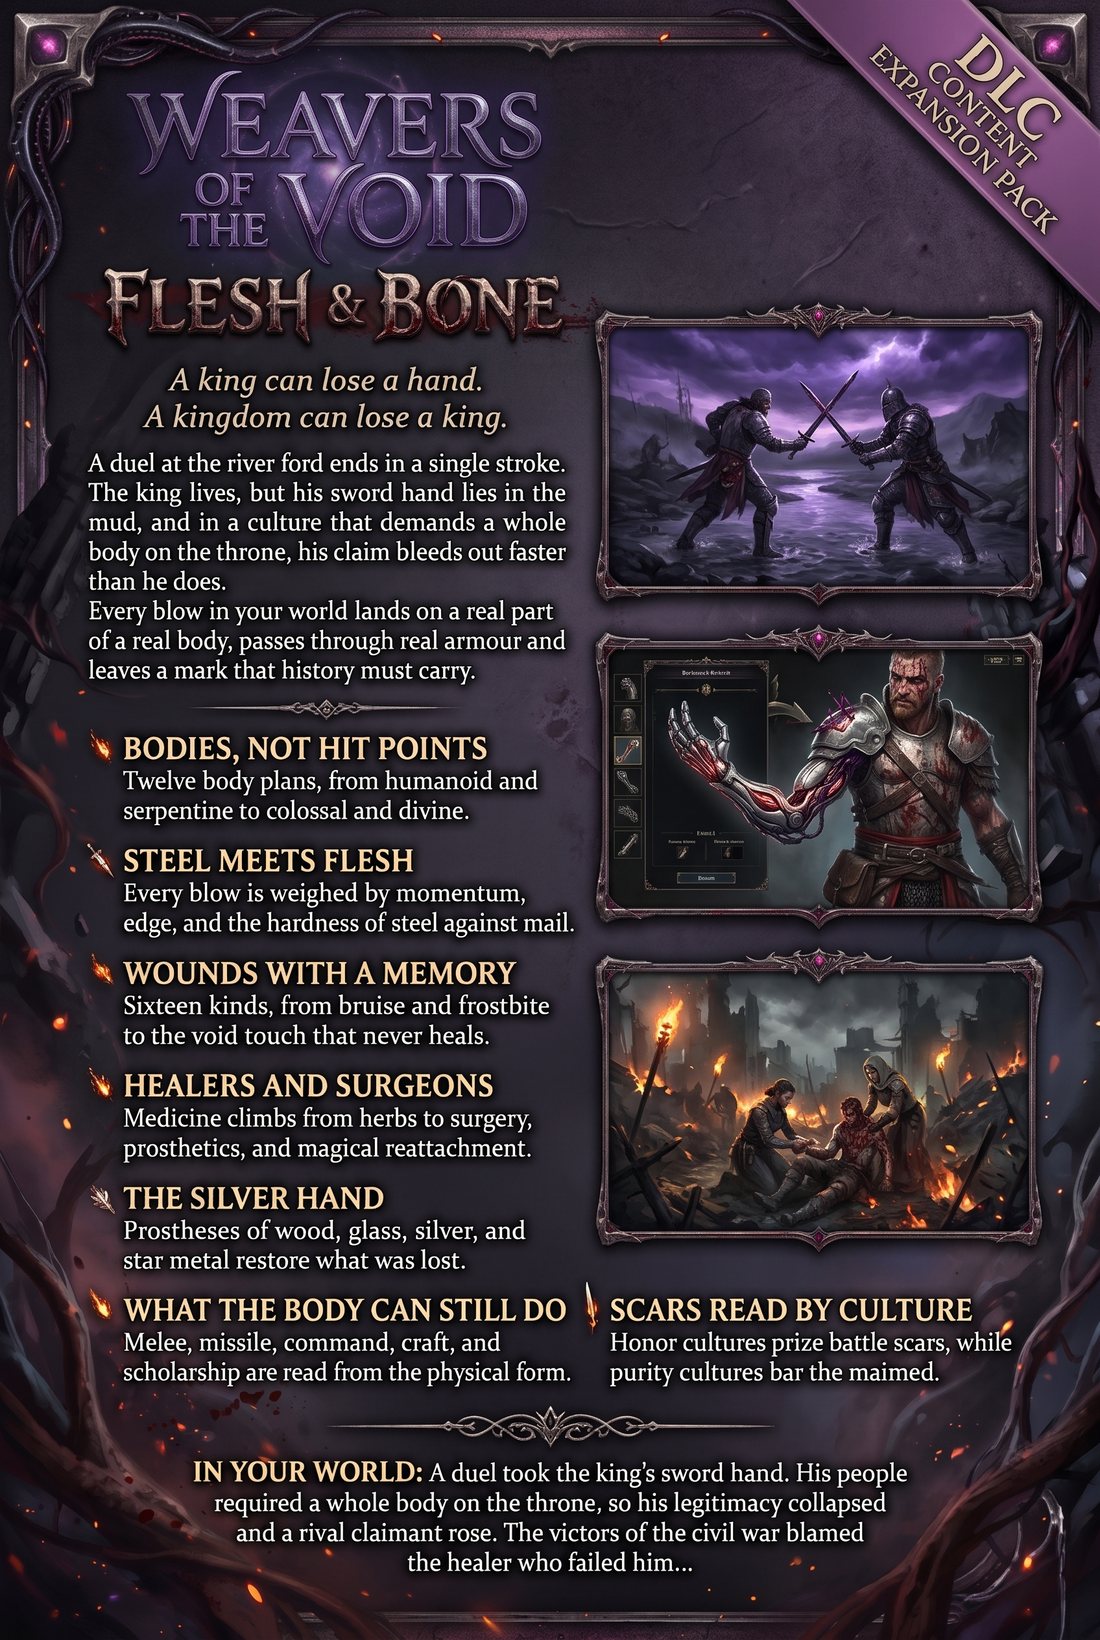 DLC
CONTENT
EXPANSION PACK
WEAVERS
OF
THE VOID
FLESH & BONE
A king can lose a hand.
A kingdom can lose a king.
A duel at the river ford ends in a single stroke.
The king lives, but his sword hand lies in the
mud, and in a culture that demands a whole
body on the throne, his claim bleeds out faster
than he does.
Every blow in your world lands on a real part
of a real body, passes through real armour and
leaves a mark that history must carry.
BODIES, NOT HIT POINTS
Twelve body plans, from humanoid and
serpentine to colossal and divine.
STEEL MEETS FLESH
Every blow is weighed by momentum,
edge, and the hardness of steel against mail.
WOUNDS WITH A MEMORY
Sixteen kinds, from bruise and frostbite
to the void touch that never heals.
HEALERS AND SURGEONS
Medicine climbs from herbs to surgery,
prosthetics, and magical reattachment.
THE SILVER HAND
Prostheses of wood, glass, silver, and
star metal restore what was lost.
WHAT THE BODY CAN STILL DO
Melee, missile, command, craft, and
scholarship are read from the physical form.
SCARS READ BY CULTURE
Honor cultures prize battle scars, while
purity cultures bar the maimed.
IN YOUR WORLD: A duel took the king's sword hand. His people
required a whole body on the throne, so his legitimacy collapsed
and a rival claimant rose. The victors of the civil war blamed
the healer who failed him...